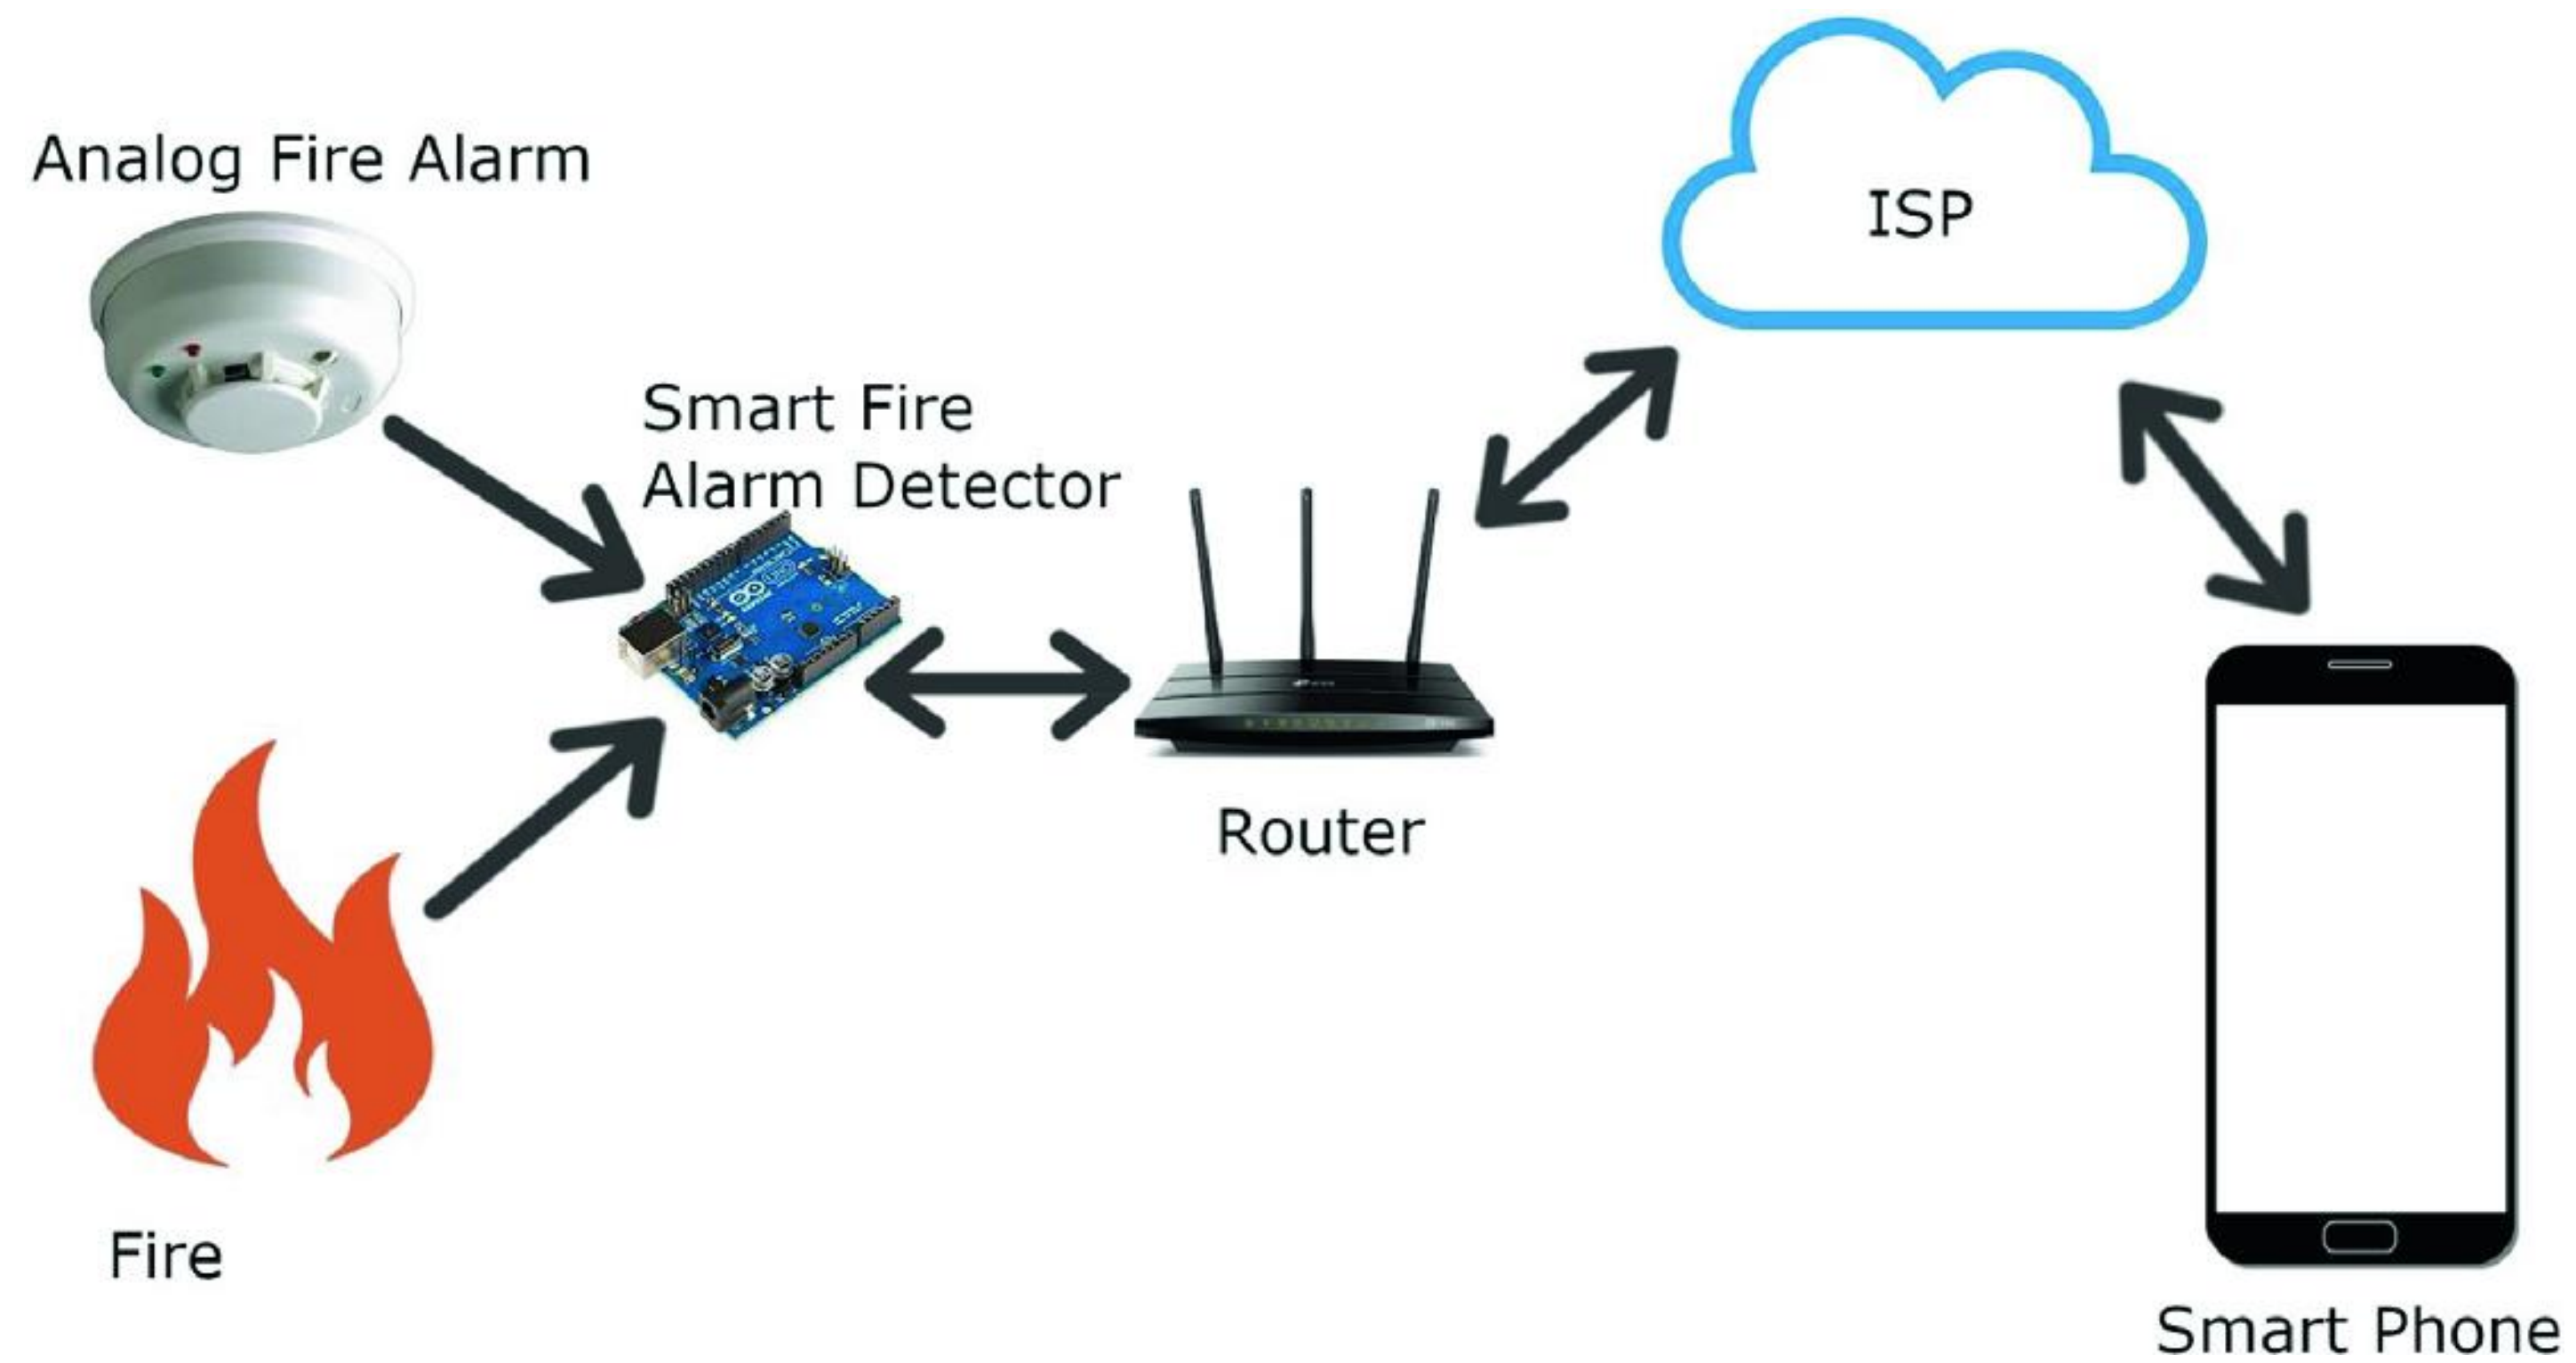 Analog Fire Alarm
Smart Fire
Alarm Detector
ISP
Router
Fire
Smart Phone